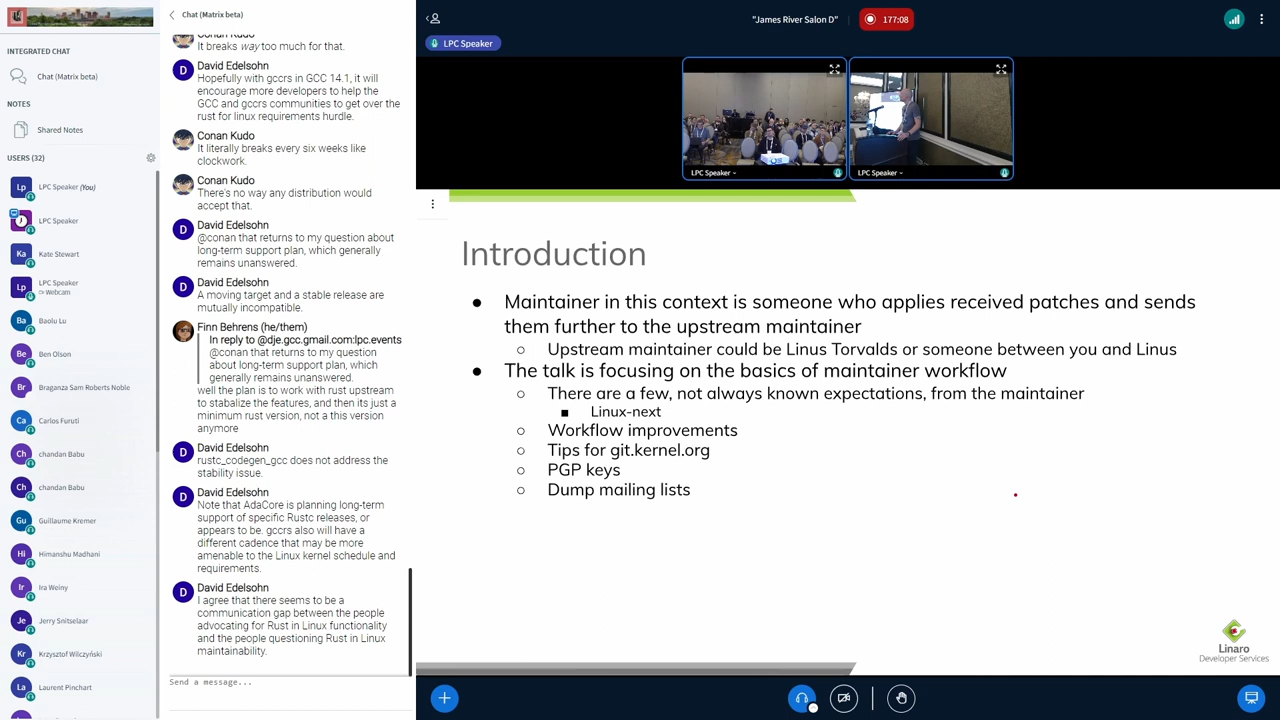 INTEGRATED CHAT
Chat (Matrix beta)
NOTES
Shared Notes
USERS (32)
Lp LPC Speaker (You)
LPC Speaker
Ka Kate Stewart
Lp LPC Speaker
Webcam
Ba Baolu Lu
Be Ben Olson
Br Braganza Sam Roberts Noble
Ca Carlos Furuti
Ch chandan Babu
Ch chandan Babu
Gu Guillaume Kremer
Hi Himanshu Madhani
Ir Ira Weiny
Je Jerry Snitselaar
Kr Krzysztof Wilczyński
La Laurent Pinchart
Chat (Matrix beta)
Conan Kudo
It breaks way too much for that.
D David Edelsohn
Hopefully with gccrs in GCC 14.1, it will
encourage more developers to help the
GCC and gccrs communities to get over the
rust for linux requirements hurdle.
Conan Kudo
It literally breaks every six weeks like
clockwork.
Conan Kudo
There's no way any distribution would
accept that.
D David Edelsohn
@conan that returns to my question about
long-term support plan, which generally
remains unanswered.
D David Edelsohn
A moving target and a stable release are
mutually incompatible.
Finn Behrens (he/them)
In reply to @dje.gcc.gmail.com:lpc.events
@conan that returns to my question
about long-term support plan, which
generally remains unanswered.
well the plan is to work with rust upstream
to stabalize the features, and then its just a
minimum rust version, not a this version
anymore
D David Edelsohn
rustc_codegen_gcc does not address the
stability issue.
D David Edelsohn
Note that AdaCore is planning long-term
support of specific Rustc releases, or
appears to be. gccrs also will have a
different cadence that may be more
amenable to the Linux kernel schedule and
requirements.
D David Edelsohn
I agree that there seems to be a
communication gap between the people
advocating for Rust in Linux functionality
and the people questioning Rust in Linux
maintainability.
Send a message...
"James River Salon D"
177:08
LPC Speaker
LPC Speaker
LPC Speaker
Introduction
● Maintainer in this context is someone who applies received patches and sends
them further to the upstream maintainer
○ Upstream maintainer could be Linus Torvalds or someone between you and Linus
● The talk is focusing on the basics of maintainer workflow
○ There are a few, not always known expectations, from the maintainer
■ Linux-next
○ Workflow improvements
○ Tips for git.kernel.org
○ PGP keys
○ Dump mailing lists
Linaro
Developer Services